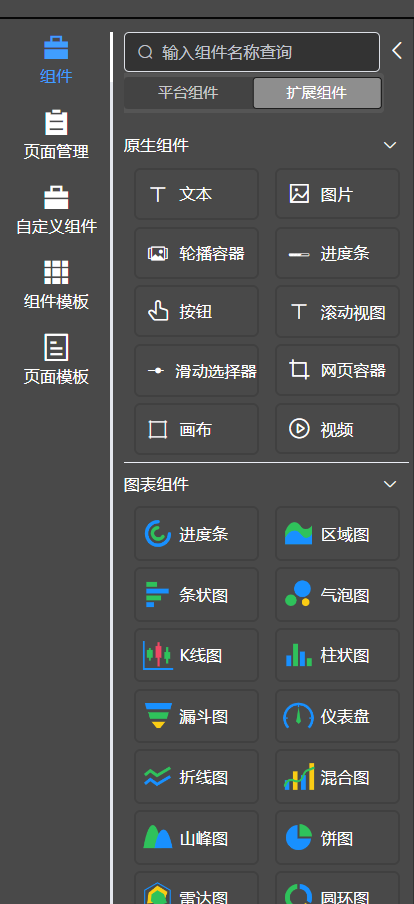 组件
页面管理
自定义组件
组件模板
页面模板
输入组件名称查询
平台组件 扩展组件
原生组件
文本 图片
轮播容器 进度条
按钮 滚动视图
滑动选择器 网页容器
画布 视频
图表组件
进度条 区域图
条状图 气泡图
K线图 柱状图
漏斗图 仪表盘
折线图 混合图
山峰图 饼图
雷达图 圆环图